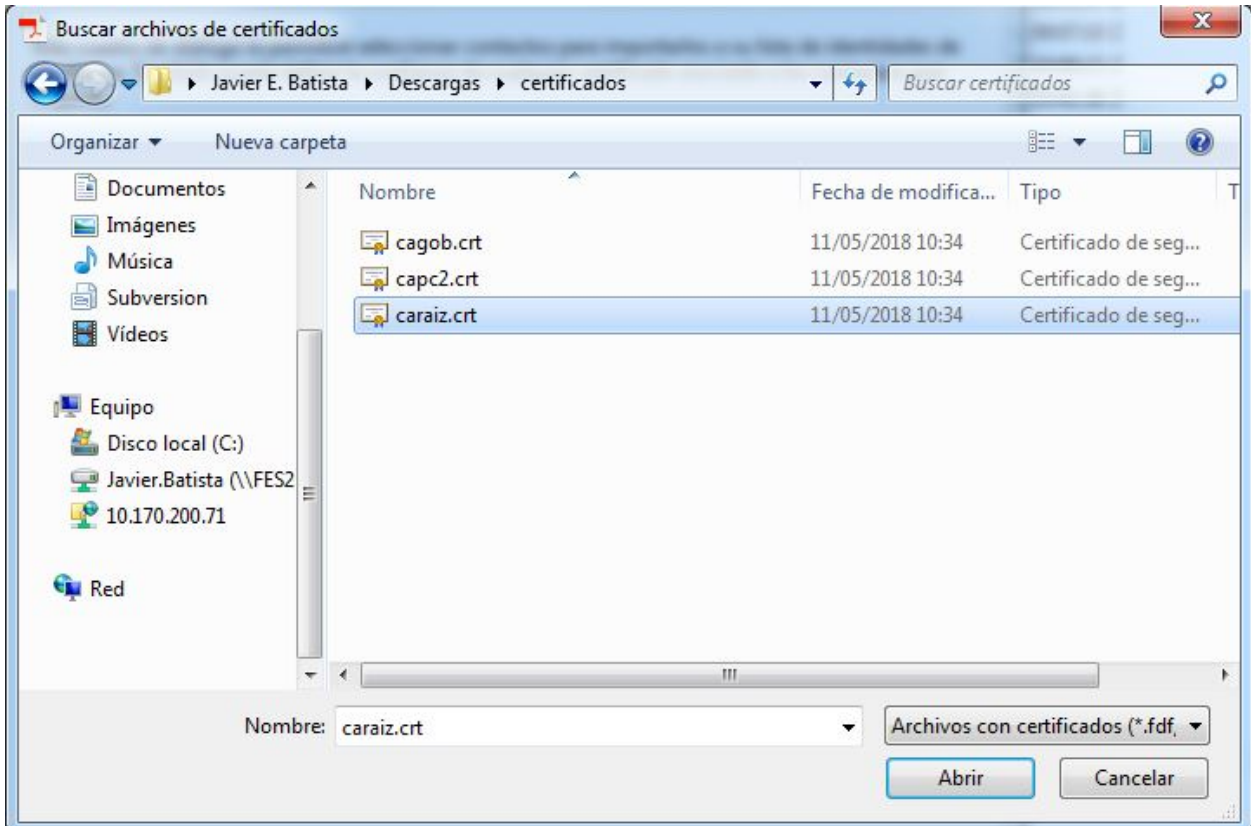 Buscar archivos de certificados
Javier E. Batista Descargas certificados Buscar certificados
Organizar Nueva carpeta
Documentos
Imágenes
Música
Subversion
Vídeos
Equipo
Disco local (C:)
Javier.Batista (\\FES2
10.170.200.71
Red
Nombre Fecha de modifica... Tipo T
cagob.crt 11/05/2018 10:34 Certificado de seg...
capc2.crt 11/05/2018 10:34 Certificado de seg...
caraiz.crt 11/05/2018 10:34 Certificado de seg...
Nombre: caraiz.crt Archivos con certificados (*.fdf,
Abrir Cancelar